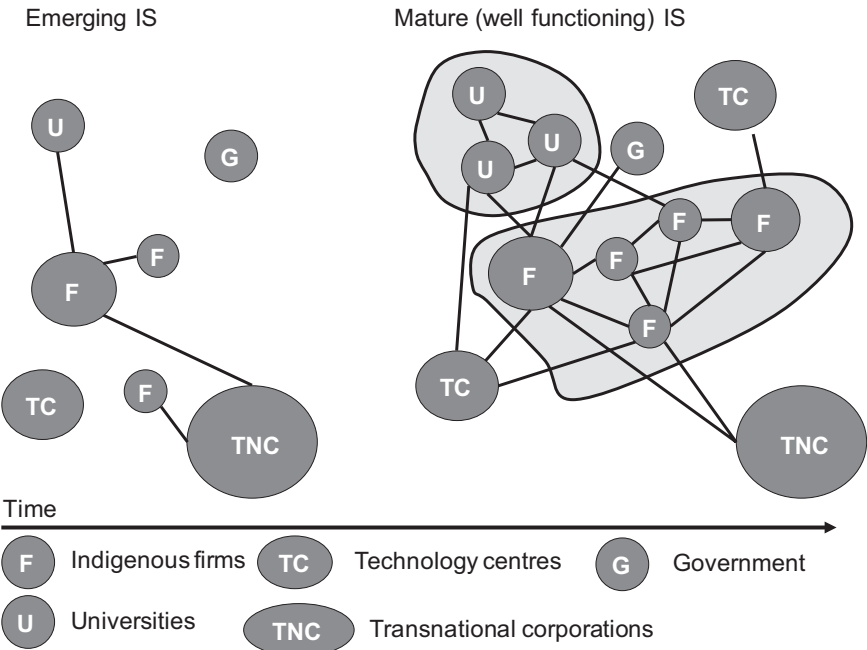 Emerging IS
Mature (well functioning) IS
U
G
F
F
TC
F
TNC
U
U
U
G
TC
F
F
F
F
F
TC
TNC
Time
F Indigenous firms TC Technology centres G Government
U Universities TNC Transnational corporations